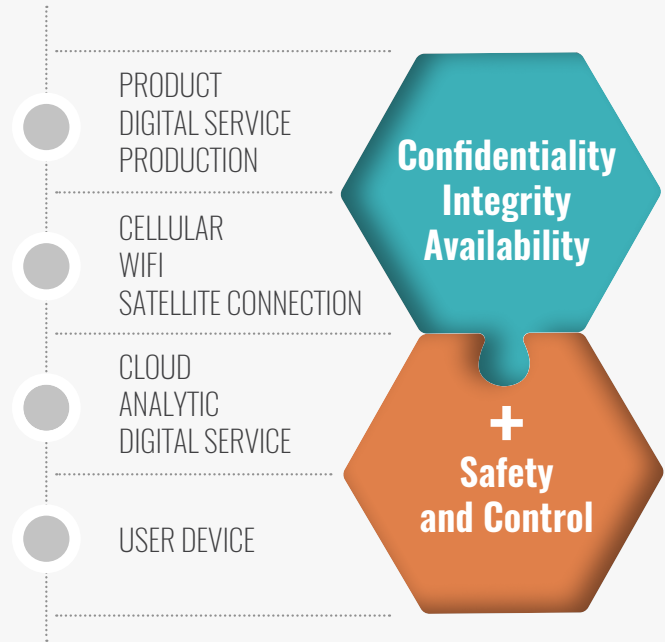 PRODUCT
DIGITAL SERVICE
PRODUCTION
CELLULAR
WIFI
SATELLITE CONNECTION
CLOUD
ANALYTIC
DIGITAL SERVICE
USER DEVICE
Confidentiality
Integrity
Availability
+
Safety
and Control